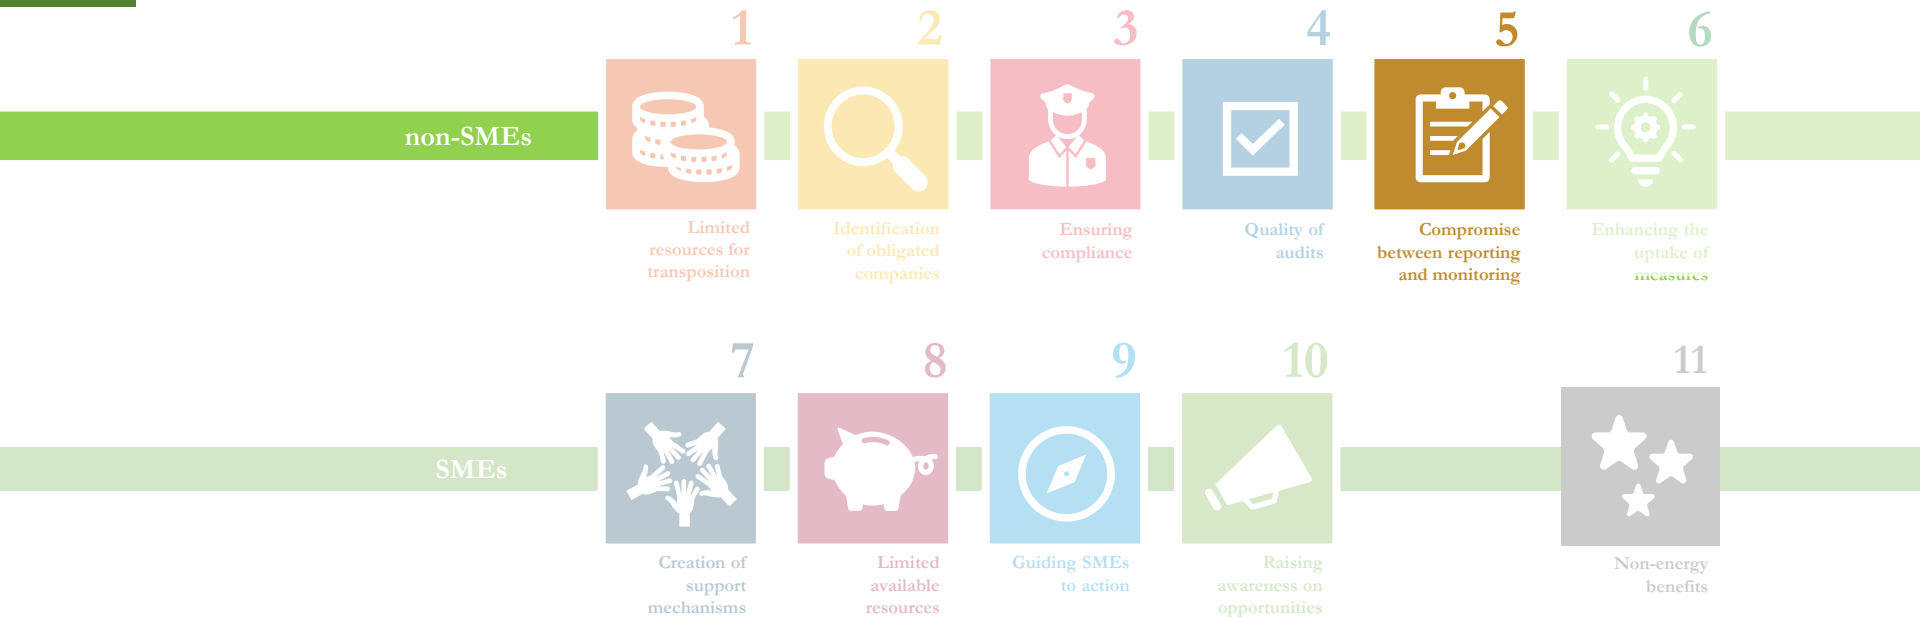 1
2
3
4
5
6
non-SMEs
Limited
resources for
transposition
Identification
of obligated
companies
Ensuring
compliance
Quality of
audits
Compromise
between reporting
and monitoring
Enhancing the
uptake of
measures
7
8
9
10
11
SMEs
Creation of
support
mechanisms
Limited
available
resources
Guiding SMEs
to action
Raising
awareness on
opportunities
Non-energy
benefits